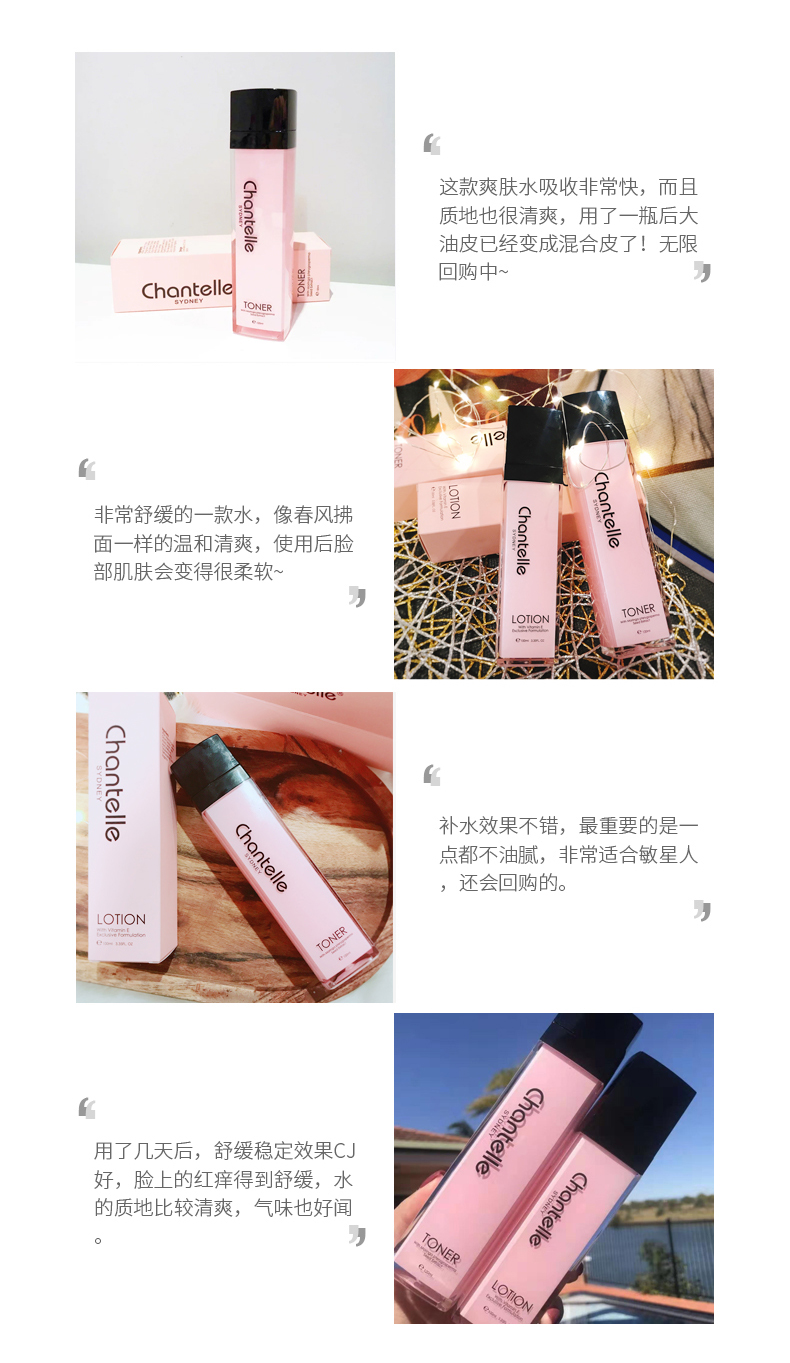 Chantelle
SYDNEY
TONER
Chantelle
SYDNEY
TONER
“
这款爽肤水吸收非常快，而且
质地也很清爽，用了一瓶后大
油皮已经变成混合皮了！无限
回购中~
”
“
非常舒缓的一款水，像春风拂
面一样的温和清爽，使用后脸
部肌肤会变得很柔软~
”
elle
TONER
LOTION
Chantelle
SYDNEY
LOTION
With Vitamin E
Exclusive Formulation
Chantelle
SYDNEY
TONER
Chantelle
SYDNEY
LOTION
With Vitamin E
Exclusive Formulation
Chantelle
SYDNEY
TONER
“
补水效果不错，最重要的是一
点都不油腻，非常适合敏星人
，还会回购的。
”
“
用了几天后，舒缓稳定效果CJ
好，脸上的红痒得到舒缓，水
的质地比较清爽，气味也好闻
。
”
Chantelle
SYDNEY
TONER
Chantelle
SYDNEY
LOTION